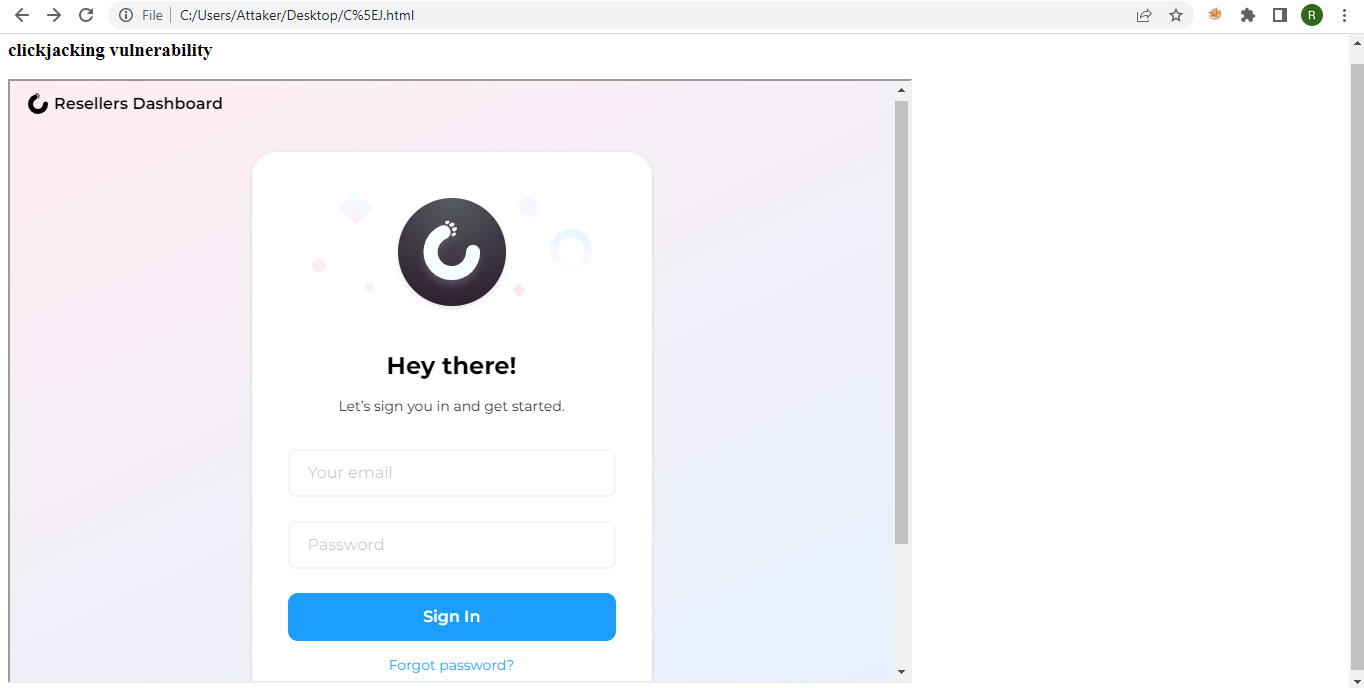 File
C:/Users/Attaker/Desktop/C%5EJ.html
R
clickjacking vulnerability
Resellers Dashboard
Hey there!
Let’s sign you in and get started.
Your email
Password
Sign In
Forgot password?